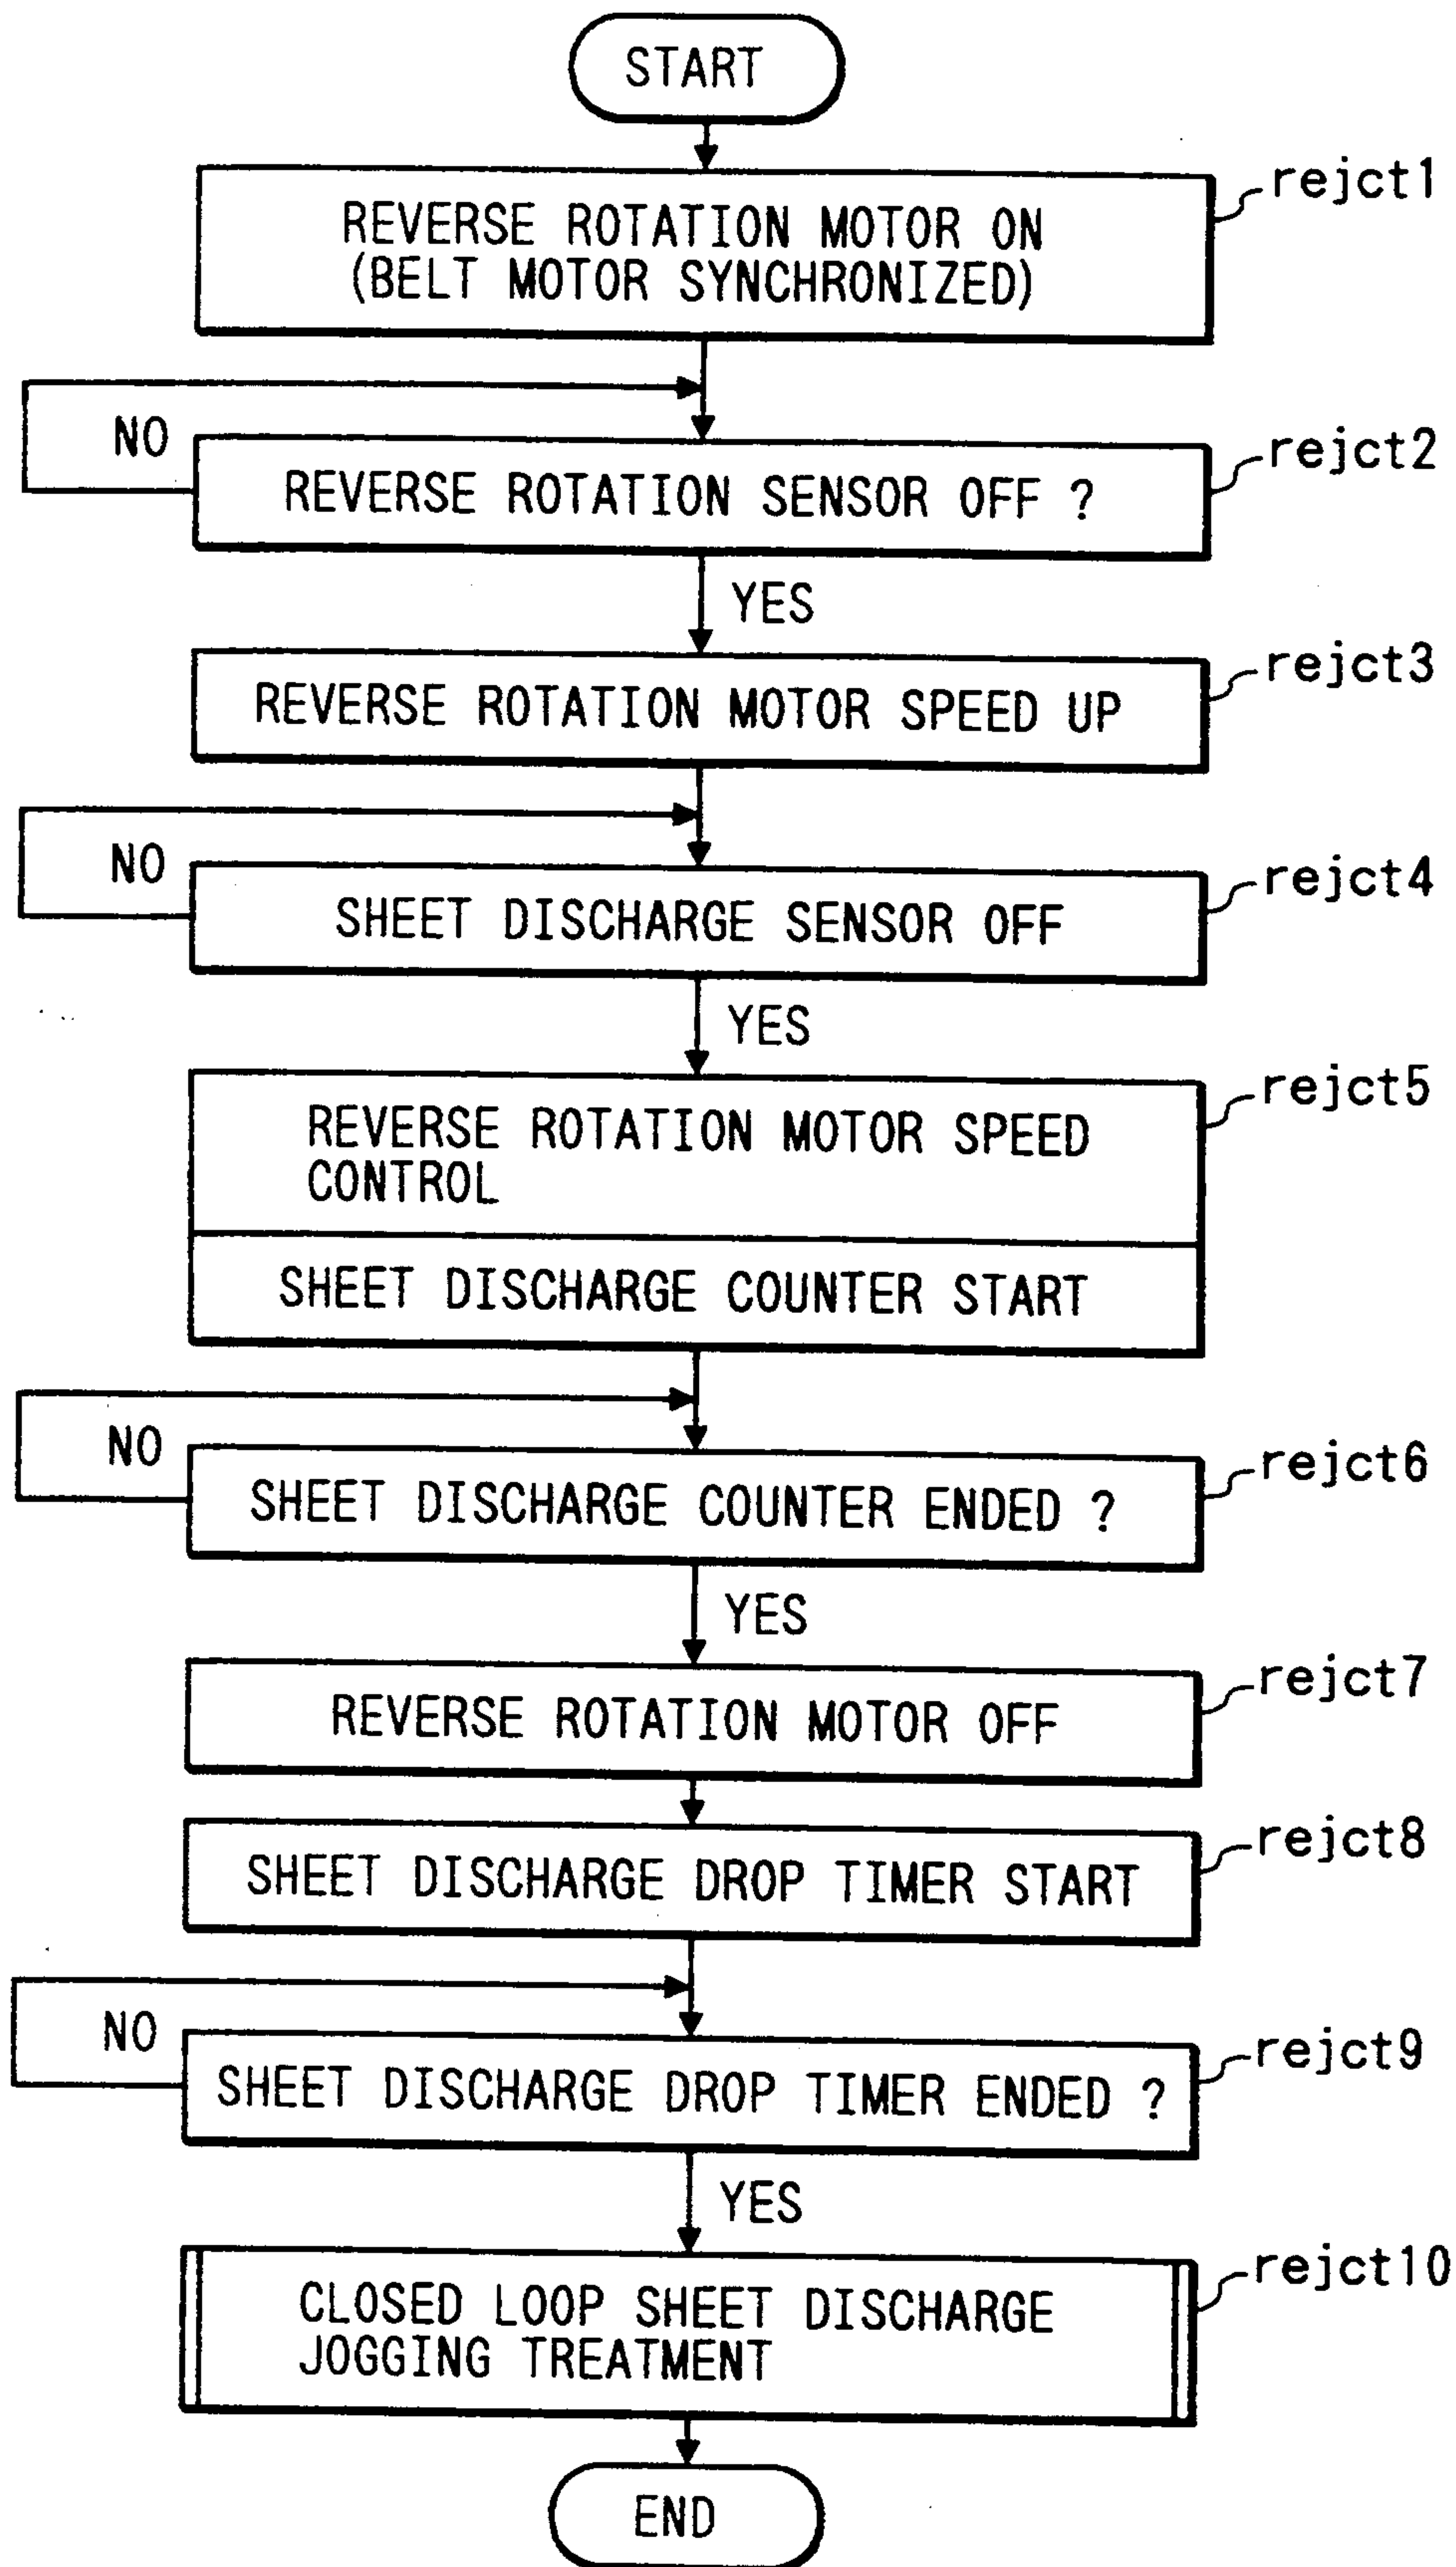 START
rejct1
REVERSE ROTATION MOTOR ON
(BELT MOTOR SYNCHRONIZED)
NO
rejct2
REVERSE ROTATION SENSOR OFF ?
YES
rejct3
REVERSE ROTATION MOTOR SPEED UP
NO
rejct4
SHEET DISCHARGE SENSOR OFF
YES
rejct5
REVERSE ROTATION MOTOR SPEED
CONTROL
SHEET DISCHARGE COUNTER START
NO
rejct6
SHEET DISCHARGE COUNTER ENDED ?
YES
rejct7
REVERSE ROTATION MOTOR OFF
rejct8
SHEET DISCHARGE DROP TIMER START
NO
rejct9
SHEET DISCHARGE DROP TIMER ENDED ?
YES
rejct10
CLOSED LOOP SHEET DISCHARGE
JOGGING TREATMENT
END